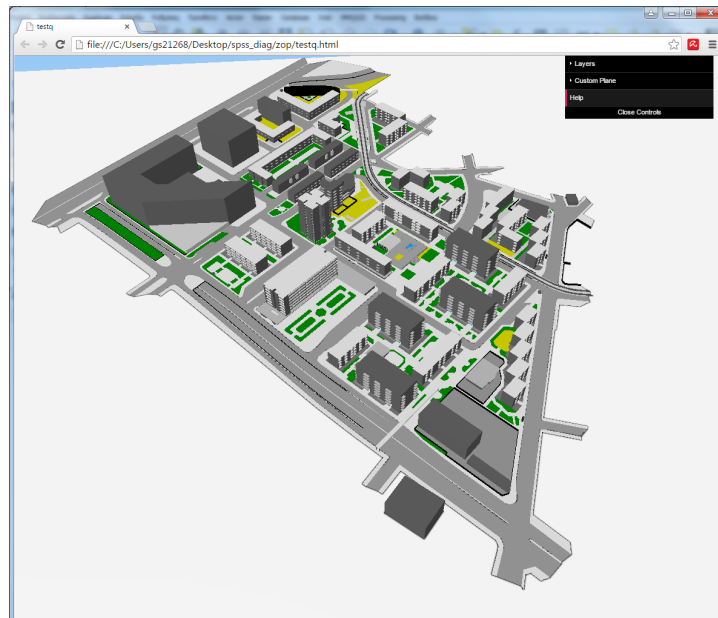 testq
file:///C:/Users/gs21268/Desktop/spss_diag/zop/testq.html
Layers
Custom Plane
Help
Close Controls